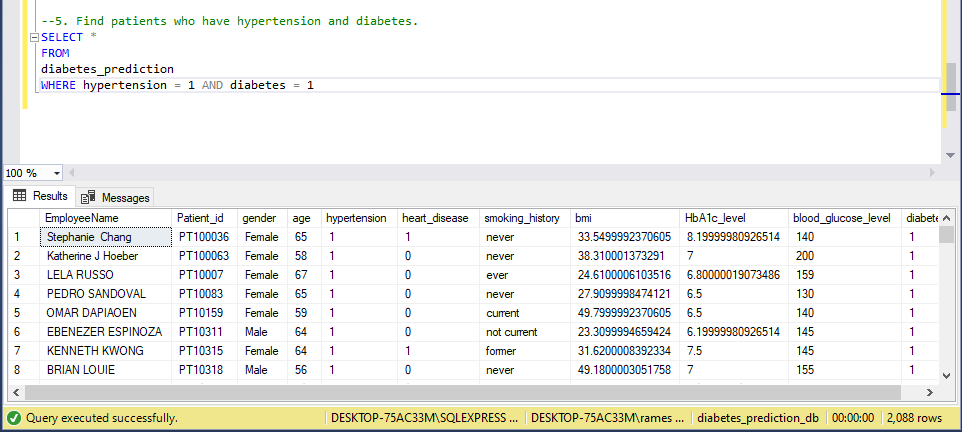 --5. Find patients who have hypertension and diabetes.
SELECT *
FROM
diabetes_prediction
WHERE hypertension = 1 AND diabetes = 1
100 %
Results Messages
EmployeeName Patient_id gender age hypertension heart_disease smoking_history bmi HbA1c_level blood_glucose_level diabete
1 Stephanie Chang PT100036 Female 65 1 1 never 33.5499992370605 8.19999980926514 140 1
2 Katherine J Hoeber PT100063 Female 58 1 0 never 38.310001373291 7 200 1
3 LELA RUSSO PT10007 Female 67 1 0 ever 24.6100006103516 6.80000019073486 159 1
4 PEDRO SANDOVAL PT10083 Female 65 1 0 never 27.9099998474121 6.5 130 1
5 OMAR DAPIAOEN PT10159 Female 59 1 0 current 49.7999992370605 6.5 140 1
6 EBENEZER ESPINOZA PT10311 Male 64 1 0 not current 23.3099994659424 6.19999980926514 145 1
7 KENNETH KWONG PT10315 Female 64 1 1 former 31.6200008392334 7.5 145 1
8 BRIAN LOUIE PT10318 Male 56 1 0 never 49.1800003051758 7 155 1
Query executed successfully. DESKTOP-75AC33M\SQLEXPRESS ... DESKTOP-75AC33M\rames ... diabetes_prediction_db 00:00:00 2,088 rows